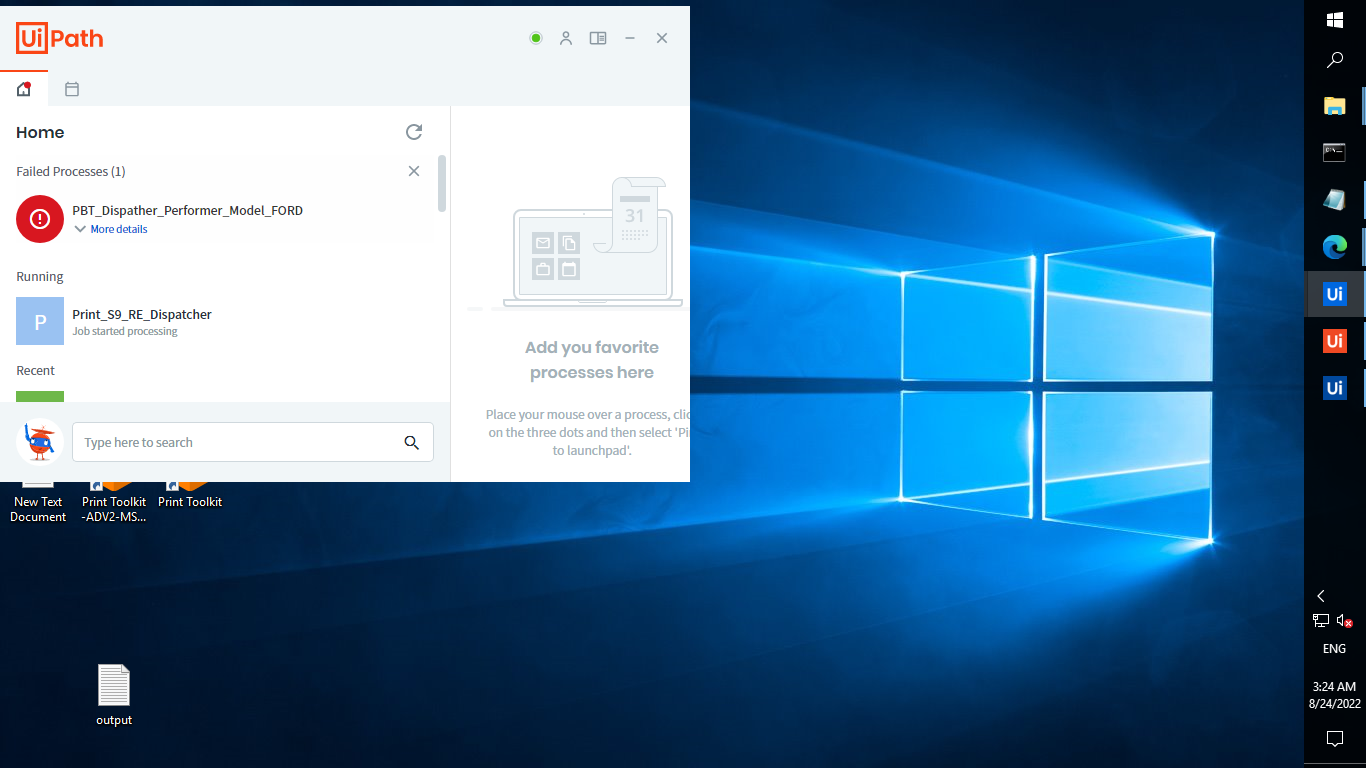 UiPath
Home
Failed Processes (1)
PBT_Dispather_Performer_Model_FORD
More details
Running
P
Print_S9_RE_Dispatcher
Job started processing
Recent
Type here to search
31
Add you favorite
processes here
Place your mouse over a process, clic
on the three dots and then select 'Pi
to launchpad'.
New Text
Document
Print Toolkit
-ADV2-MS...
Print Toolkit
output
Ui
Ui
Ui
ENG
3:24 AM
8/24/2022